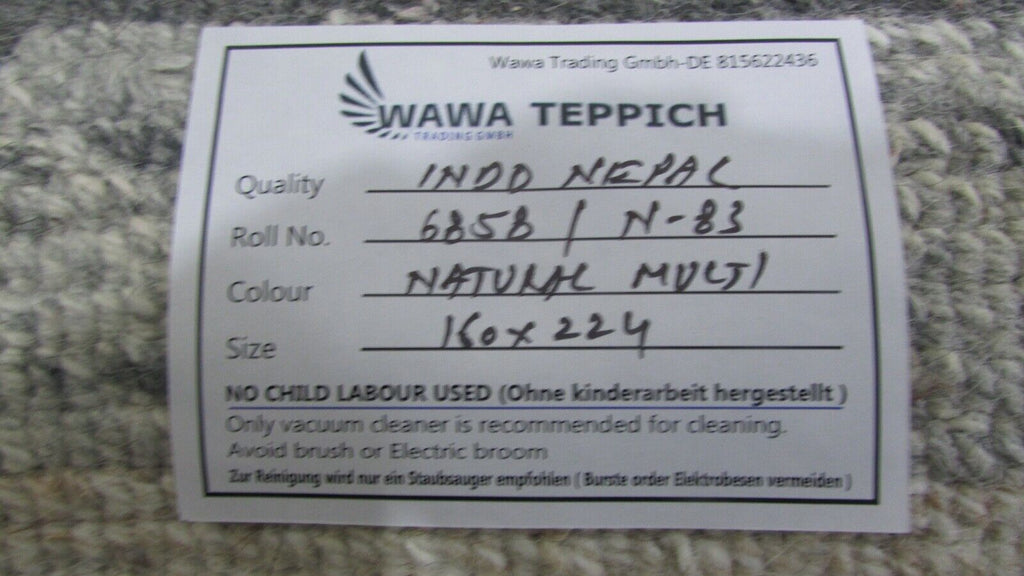 Wawa Trading Gmbh-DE 815622436
WAWA TEPPICH
TRADING GMBH
Quality INDO NEPAL
Roll No. 6858 / N-83
Colour NATURAL MULTI
Size 160x224
NO CHILD LABOUR USED (Ohne kinderarbeit hergestellt )
Only vacuum cleaner is recommended for cleaning.
Avoid brush or Electric broom
Zur Reinigung wird nur ein Staubsauger empfohlen ( Burste order Elektrobesen vermeiden )